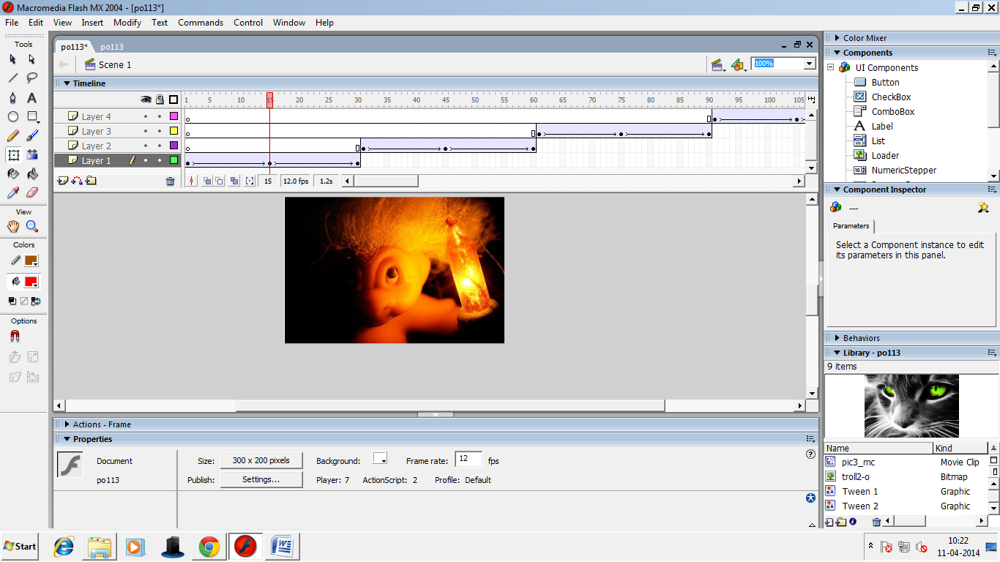 Macromedia Flash MX 2004 - [po113*]
File Edit View Insert Modify Text Commands Control Window Help
Tools
View
Colors
Options
po113* po113
Scene 1
100%
Timeline
1 5 10 15 20 25 30 35 40 45 50 55 60 65 70 75 80 85 90 95 100 105
Layer 4
Layer 3
Layer 2
Layer 1
15 12.0 fps 1.2s
Actions - Frame
Properties
Document
po113
Size: 300 x 200 pixels Background: Frame rate: 12 fps
Publish: Settings... Player: 7 ActionScript: 2 Profile: Default
Color Mixer
Components
UI Components
Button
CheckBox
ComboBox
Label
List
Loader
NumericStepper
Component Inspector
---
Parameters
Select a Component instance to edit
its parameters in this panel.
Behaviors
Library - po113
9 items
Name Kind
pic3_mc Movie Clip
troll2-o Bitmap
Tween 1 Graphic
Tween 2 Graphic
Start
10:22
11-04-2014